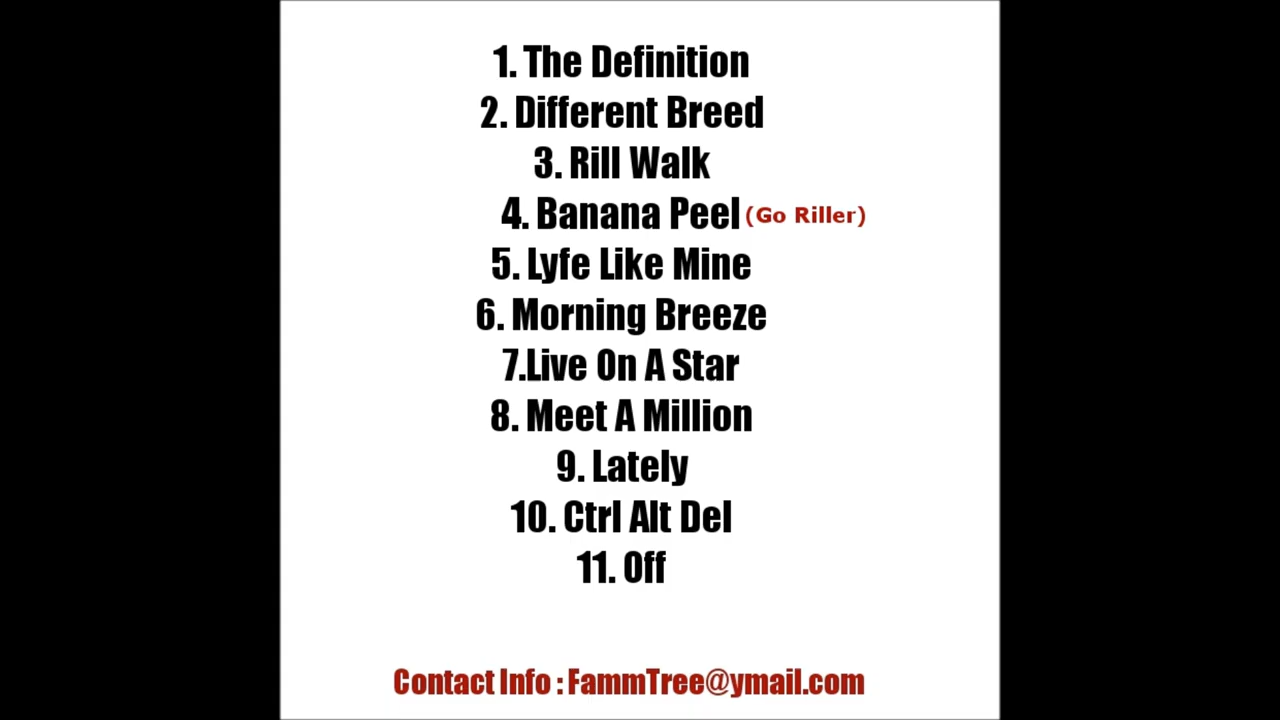 1. The Definition
2. Different Breed
3. Rill Walk
4. Banana Peel (Go Riller)
5. Lyfe Like Mine
6. Morning Breeze
7.Live On A Star
8. Meet A Million
9. Lately
10. Ctrl Alt Del
11. Off
Contact Info : FammTree@ymail.com